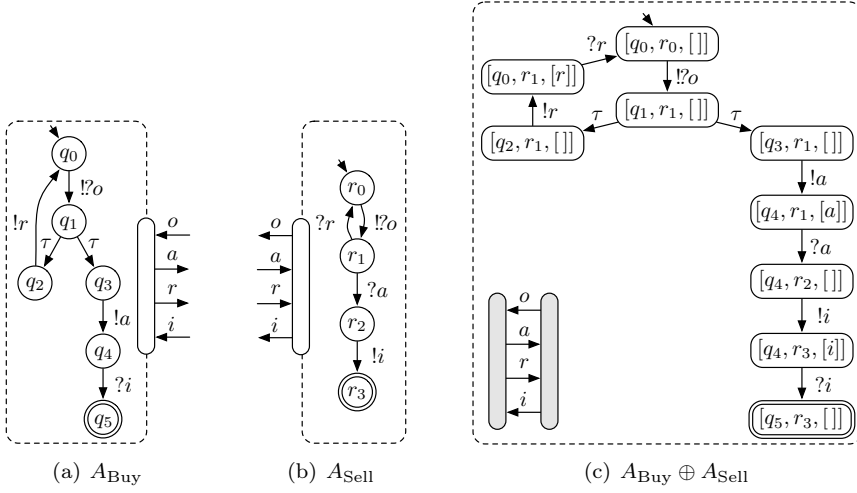 q0
!?o
q1
!r
τ
τ
q2
q3
!a
q4
?i
q5
o
a
r
i
(a) A_Buy
o
a
r
i
r0
?r
!?o
r1
?a
r2
!i
r3
(b) A_Sell
[q0, r0, [ ]]
?r
[q0, r1, [r]]
!?o
[q1, r1, [ ]]
!r
τ
τ
[q2, r1, [ ]]
[q3, r1, [ ]]
!a
[q4, r1, [a]]
?a
[q4, r2, [ ]]
!i
[q4, r3, [i]]
?i
[q5, r3, [ ]]
o
a
r
i
(c) A_Buy ⊕ A_Sell